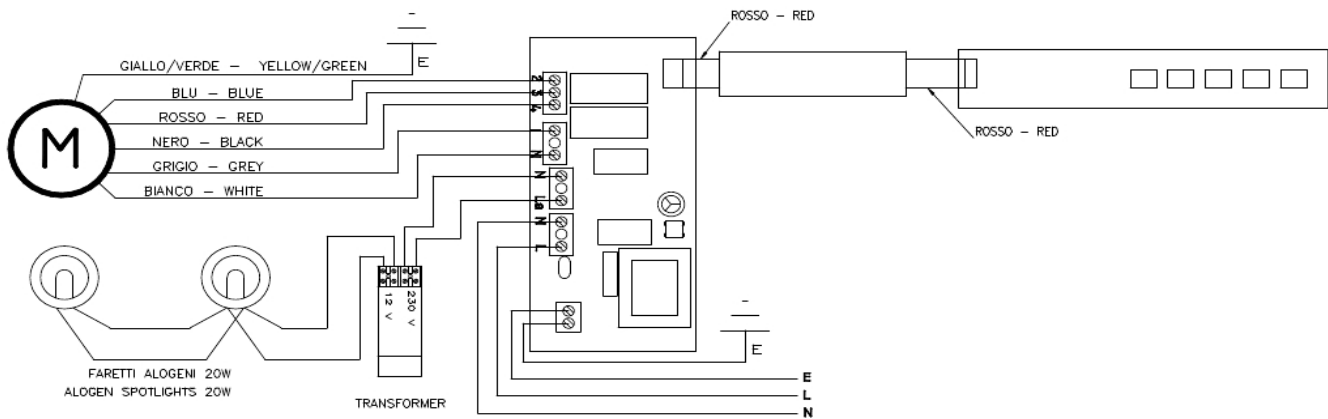 ROSSO – RED
E
GIALLO/VERDE – YELLOW/GREEN
BLU – BLUE
ROSSO – RED
NERO – BLACK
GRIGIO – GREY
BIANCO – WHITE
M
2
3
4
L
N
N
La
N
L
ROSSO – RED
12 V
230 V
FARETTI ALOGENI 20W
ALOGEN SPOTLIGHTS 20W
TRANSFORMER
E
E
L
N